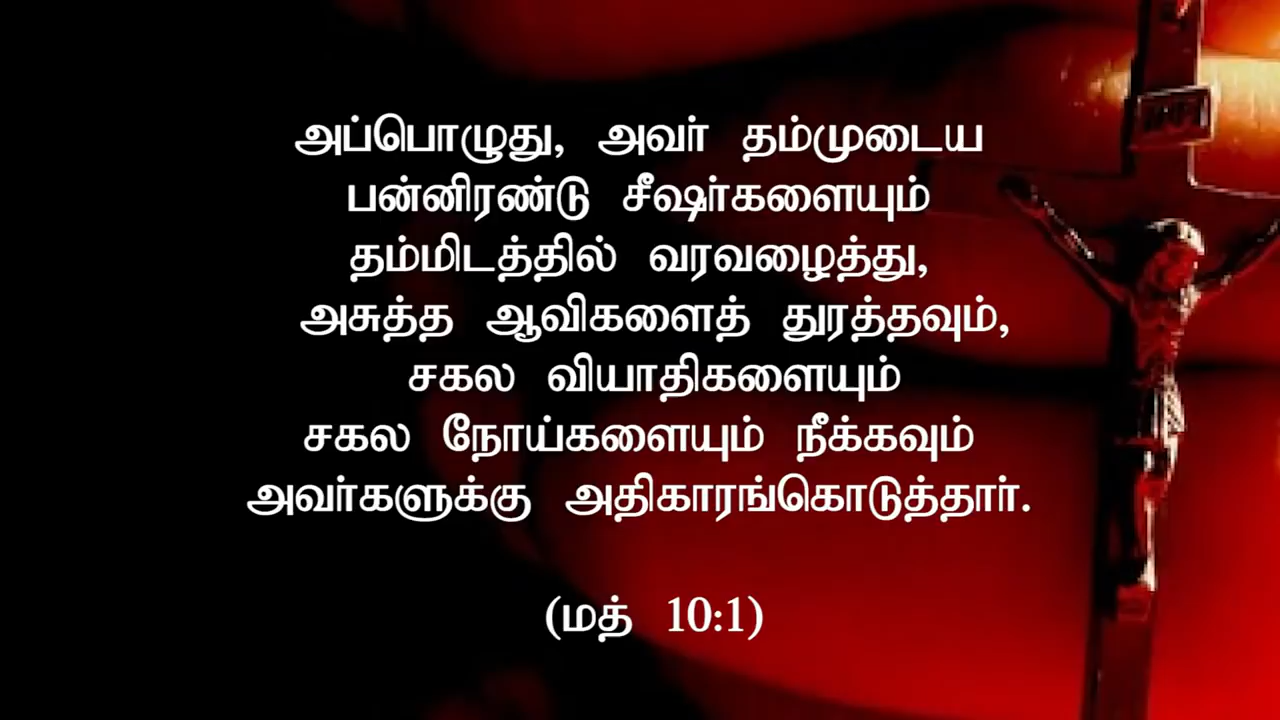 அப்பொழுது, அவர் தம்முடைய
பன்னிரண்டு சீஷர்களையும்
தம்மிடத்தில் வரவழைத்து,
அசுத்த ஆவிகளைத் துரத்தவும்,
சகல வியாதிகளையும்
சகல நோய்களையும் நீக்கவும்
அவர்களுக்கு அதிகாரங்கொடுத்தார்.
(மத் 10:1)